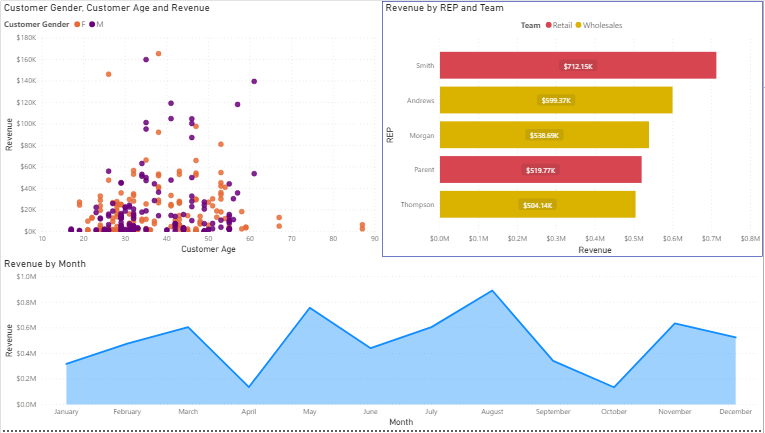 Customer Gender, Customer Age and Revenue
Customer Gender F M
Revenue
$180K
$160K
$140K
$120K
$100K
$80K
$60K
$40K
$20K
$0K
10 20 30 40 50 60 70 80 90
Customer Age
Revenue by REP and Team
Team Retail Wholesales
REP
Smith $712.15K
Andrews $599.37K
Morgan $538.69K
Parent $519.77K
Thompson $504.14K
$0.0M $0.1M $0.2M $0.3M $0.4M $0.5M $0.6M $0.7M $0.8M
Revenue
Revenue by Month
Revenue
$1.0M
$0.8M
$0.6M
$0.4M
$0.2M
$0.0M
January February March April May June July August September October November December
Month